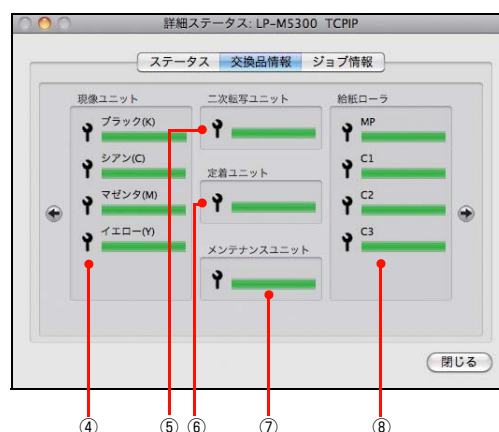 詳細ステータス: LP-M5300 TCPIP
ステータス 交換品情報 ジョブ情報
現像ユニット
ブラック(K)
シアン(C)
マゼンタ(M)
イエロー(Y)
二次転写ユニット
定着ユニット
メンテナンスユニット
給紙ローラ
MP
C1
C2
C3
閉じる
④ ⑤ ⑥ ⑦ ⑧